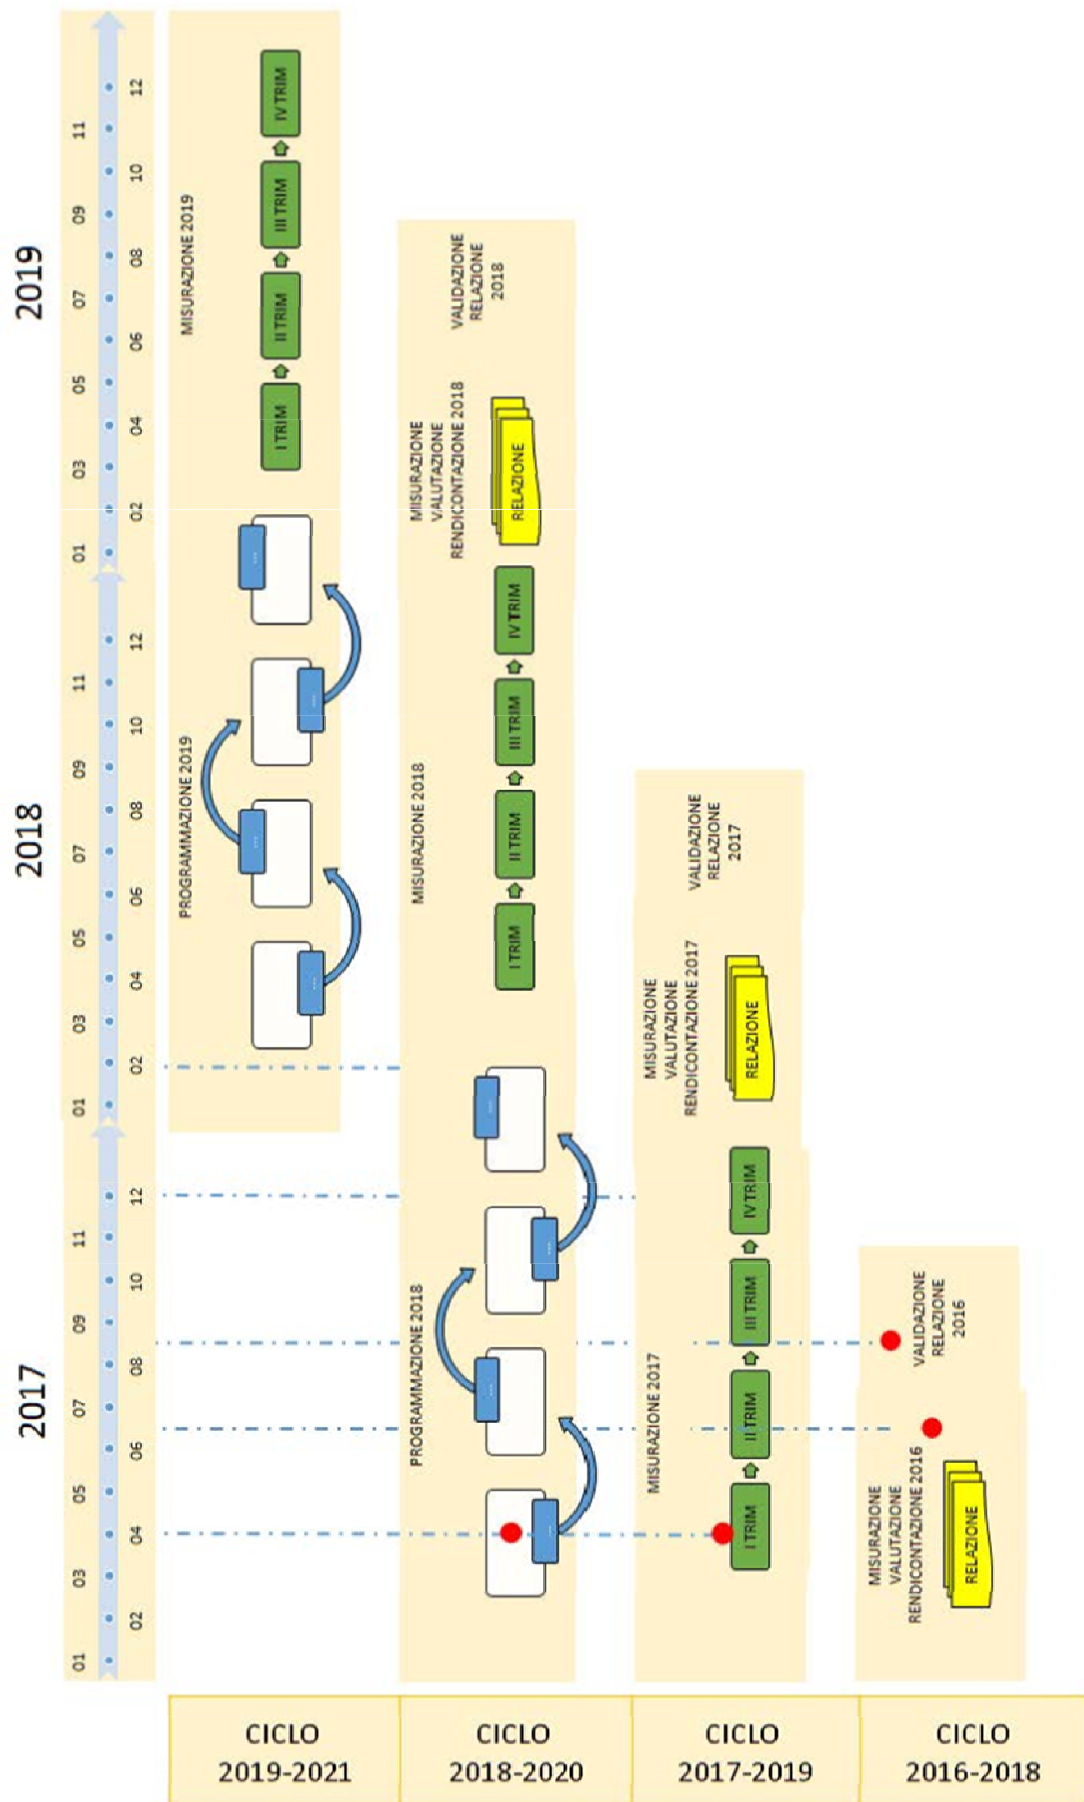 2017
2018
2019
01
02
03
04
05
06
07
08
09
10
11
12
01
02
03
04
05
06
07
08
09
10
11
12
01
02
03
04
05
06
07
08
09
10
11
12
CICLO
2019-2021
PROGRAMMAZIONE 2019
...
...
...
...
MISURAZIONE 2019
I TRIM
II TRIM
III TRIM
IV TRIM
CICLO
2018-2020
PROGRAMMAZIONE 2018
...
...
...
...
MISURAZIONE 2018
I TRIM
II TRIM
III TRIM
IV TRIM
MISURAZIONE
VALUTAZIONE
RENDICONTAZIONE 2018
RELAZIONE
VALIDAZIONE
RELAZIONE
2018
CICLO
2017-2019
MISURAZIONE 2017
I TRIM
II TRIM
III TRIM
IV TRIM
MISURAZIONE
VALUTAZIONE
RENDICONTAZIONE 2017
RELAZIONE
VALIDAZIONE
RELAZIONE
2017
CICLO
2016-2018
MISURAZIONE
VALUTAZIONE
RENDICONTAZIONE 2016
RELAZIONE
VALIDAZIONE
RELAZIONE
2016